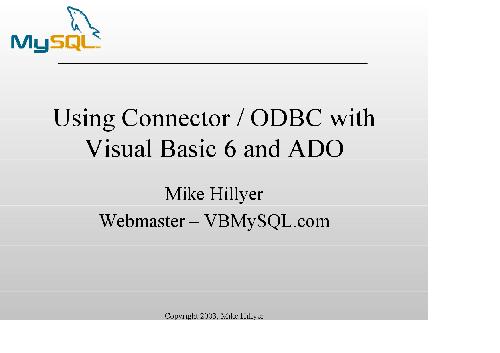 MySQL
Using Connector / ODBC with
Visual Basic 6 and ADO
Mike Hillyer
Webmaster – VBMySQL.com
Copyright 2003, Mike Hillyer